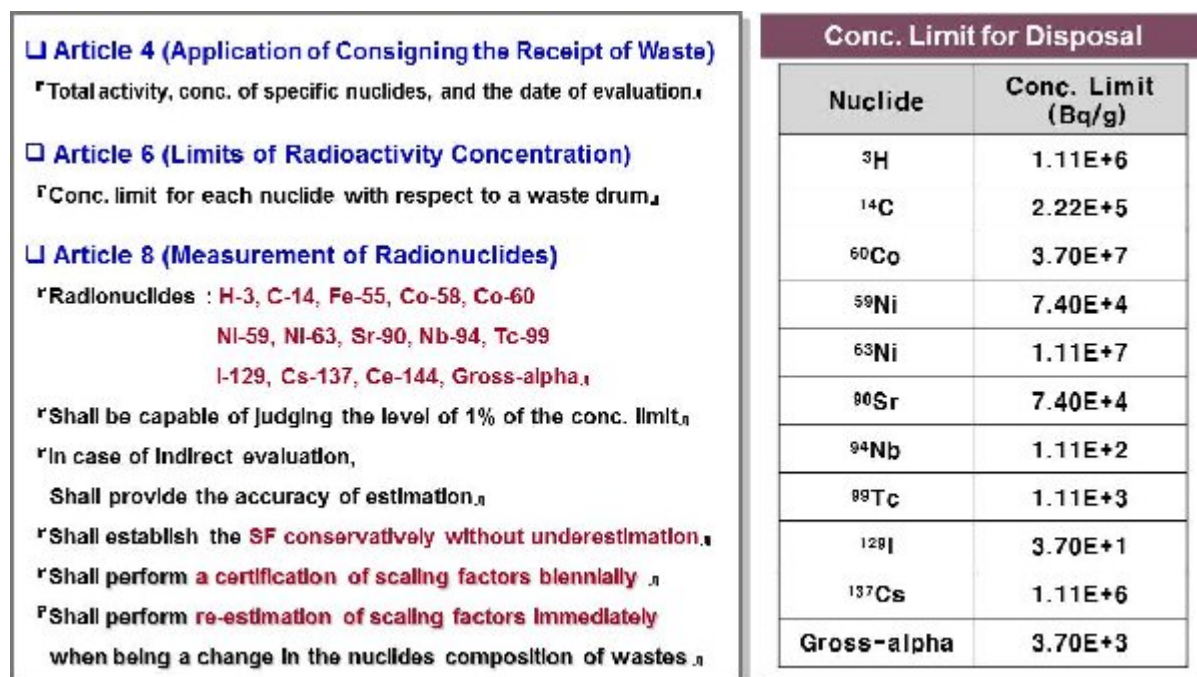 ❑ Article 4 (Application of Consigning the Receipt of Waste)
『Total activity, conc. of specific nuclides, and the date of evaluation.』
❑ Article 6 (Limits of Radioactivity Concentration)
『Conc. limit for each nuclide with respect to a waste drum』
❑ Article 8 (Measurement of Radionuclides)
『Radionuclides : H-3, C-14, Fe-55, Co-58, Co-60
Ni-59, Ni-63, Sr-90, Nb-94, Tc-99
I-129, Cs-137, Ce-144, Gross-alpha』
『Shall be capable of judging the level of 1% of the conc. limit』
『In case of indirect evaluation,
Shall provide the accuracy of estimation』
『Shall establish the SF conservatively without underestimation』
『Shall perform a certification of scaling factors biennially 』
『Shall perform re-estimation of scaling factors immediately
when being a change in the nuclides composition of wastes 』
Conc. Limit for Disposal
Nuclide Conc. Limit (Bq/g)
³H 1.11E+6
¹⁴C 2.22E+5
⁶⁰Co 3.70E+7
⁵⁹Ni 7.40E+4
⁶³Ni 1.11E+7
⁹⁰Sr 7.40E+4
⁹⁴Nb 1.11E+2
⁹⁹Tc 1.11E+3
¹²⁹I 3.70E+1
¹³⁷Cs 1.11E+6
Gross-alpha 3.70E+3